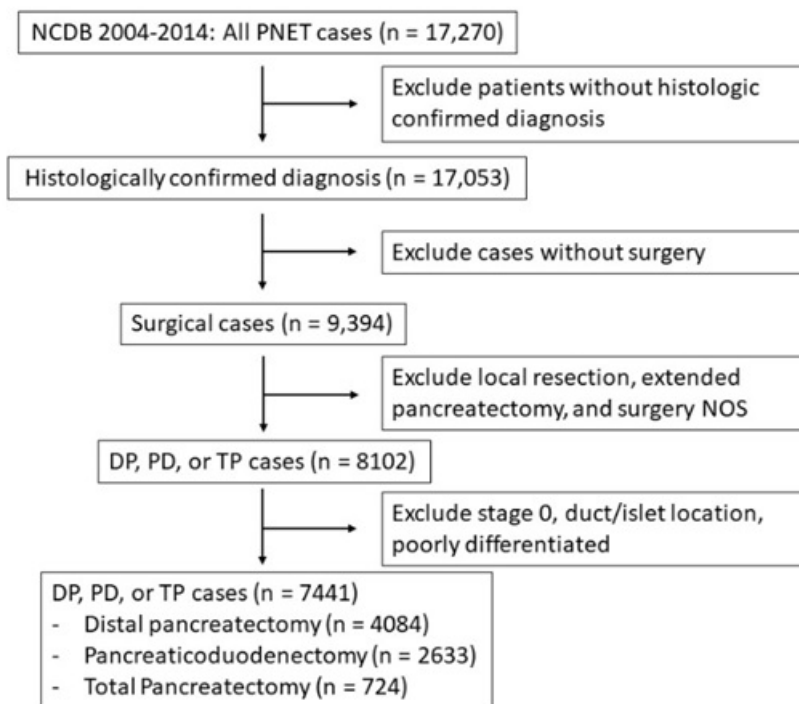 NCDB 2004-2014: All PNET cases (n = 17,270)
Exclude patients without histologic
confirmed diagnosis
Histologically confirmed diagnosis (n = 17,053)
Exclude cases without surgery
Surgical cases (n = 9,394)
Exclude local resection, extended
pancreatectomy, and surgery NOS
DP, PD, or TP cases (n = 8102)
Exclude stage 0, duct/islet location,
poorly differentiated
DP, PD, or TP cases (n = 7441)
- Distal pancreatectomy (n = 4084)
- Pancreaticoduodenectomy (n = 2633)
- Total Pancreatectomy (n = 724)